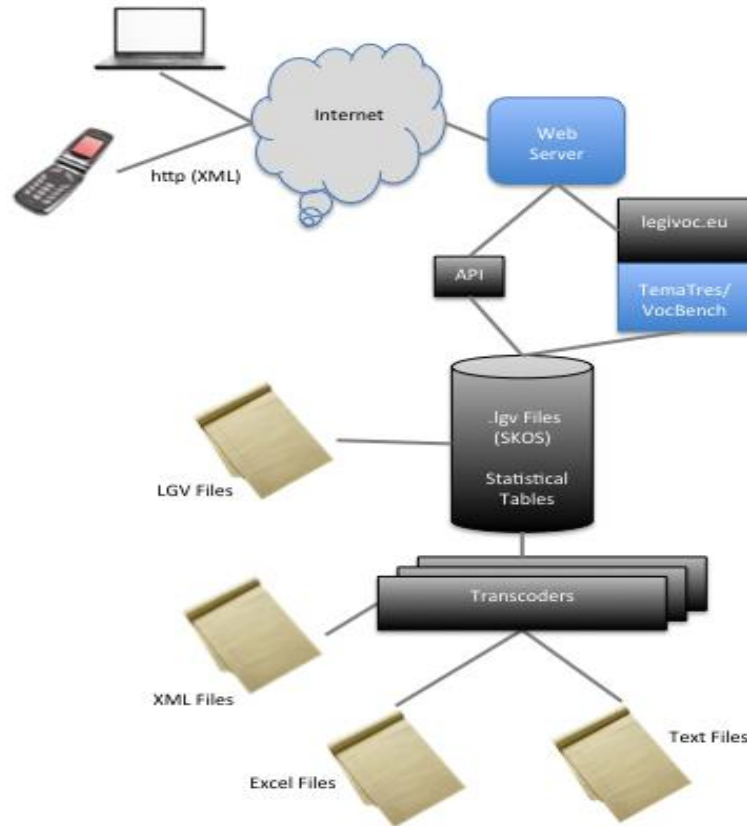 Internet
Web
Server
http (XML)
legivoc.eu
API
TemaTres/
VocBench
.lgv Files
(SKOS)
Statistical
Tables
LGV Files
Transcoders
XML Files
Text Files
Excel Files